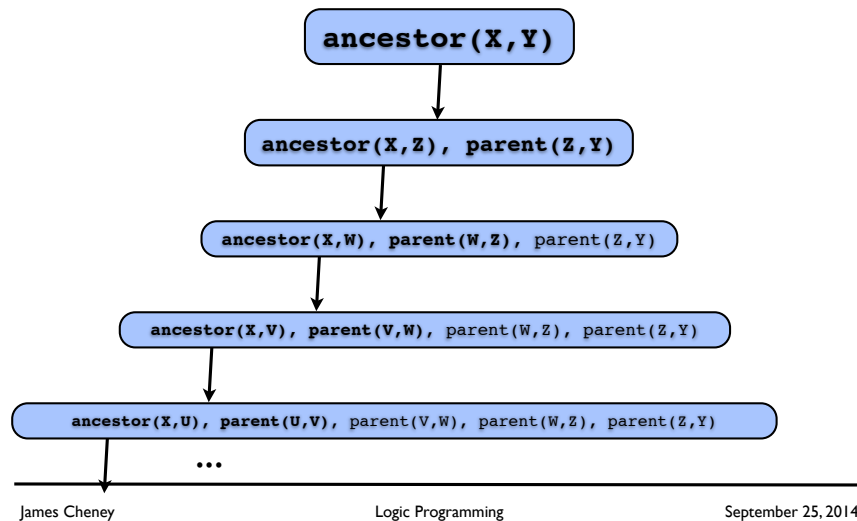 ancestor(X,Y)
ancestor(X,Z), parent(Z,Y)
ancestor(X,W), parent(W,Z), parent(Z,Y)
ancestor(X,V), parent(V,W), parent(W,Z), parent(Z,Y)
ancestor(X,U), parent(U,V), parent(V,W), parent(W,Z), parent(Z,Y)
...
James Cheney Logic Programming September 25, 2014